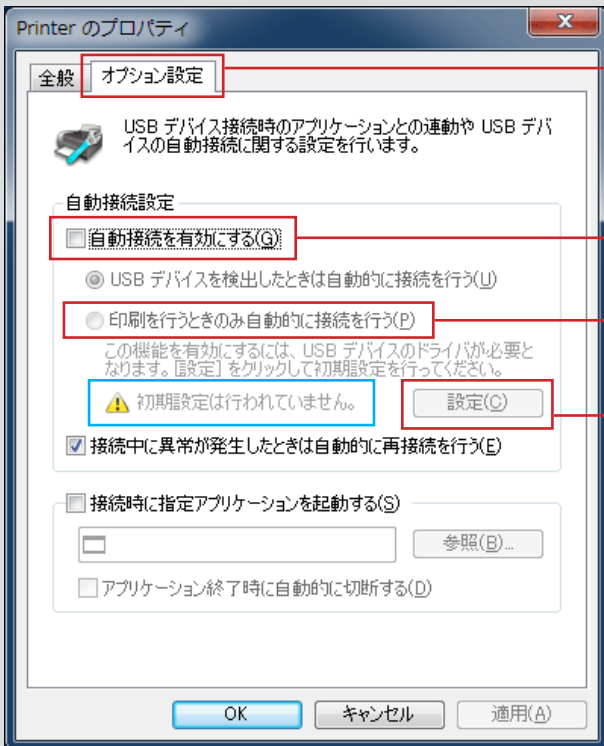 Printer のプロパティ
全般 オプション設定
USB デバイス接続時のアプリケーションとの連動や USB デバ
イスの自動接続に関する設定を行います。
自動接続設定
自動接続を有効にする(G)
USB デバイスを検出したときは自動的に接続を行う(U)
印刷を行うときのみ自動的に接続を行う(P)
この機能を有効にするには、USB デバイスのドライバが必要と
なります。[設定] をクリックして初期設定を行ってください。
初期設定は行われていません。 設定(C)
接続中に異常が発生したときは自動的に再接続を行う(E)
接続時に指定アプリケーションを起動する(S)
参照(B)...
アプリケーション終了時に自動的に切断する(D)
OK キャンセル 適用(A)